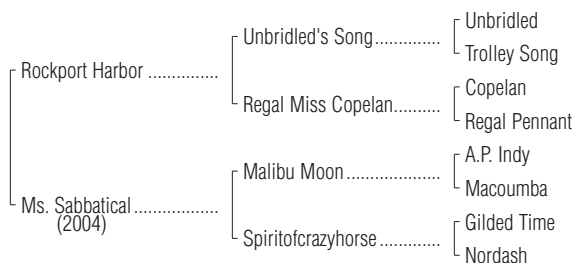 Unbridled
Unbridled's Song..............
Trolley Song
Rockport Harbor ...............
Copelan
Regal Miss Copelan..........
Regal Pennant
A.P. Indy
Malibu Moon ....................
Macoumba
Ms. Sabbatical..................
(2004)
Gilded Time
Spiritofcrazyhorse.............
Nordash